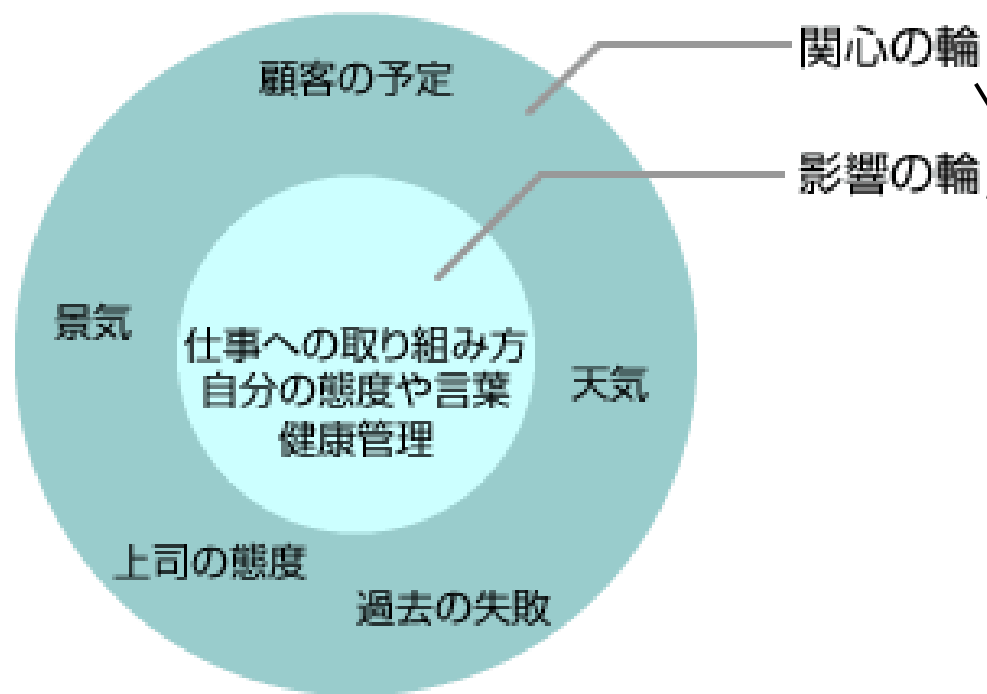 関心の輪
顧客の予定
影響の輪
景気
仕事への取り組み方
自分の態度や言葉
健康管理
天気
上司の態度
過去の失敗